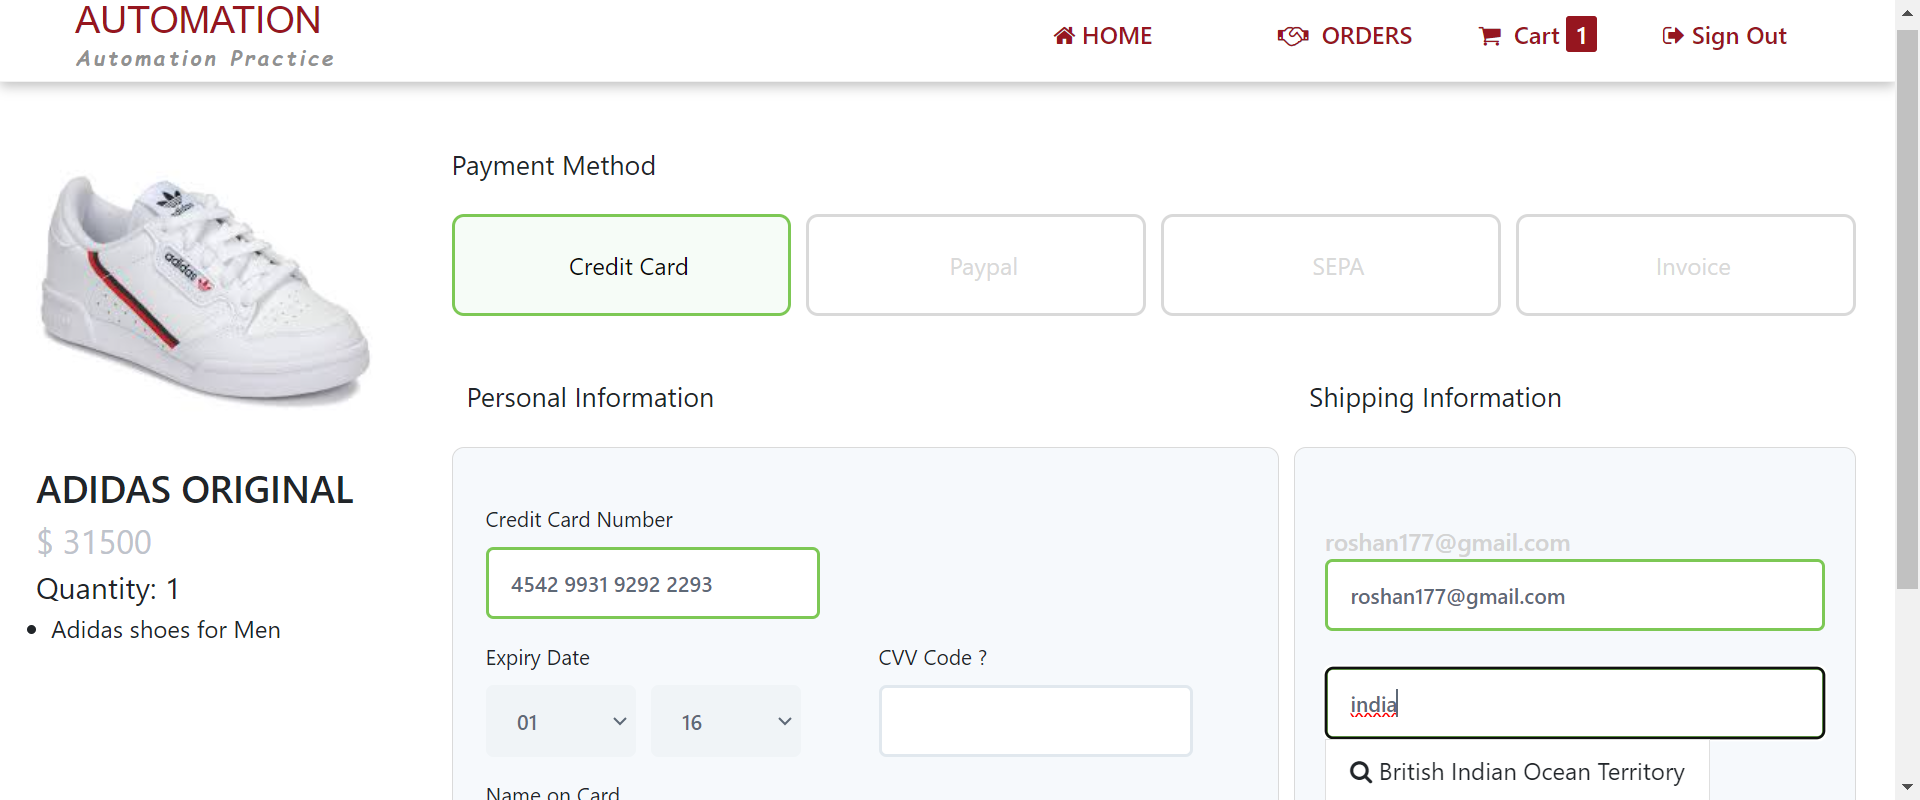 AUTOMATION
Automation Practice
HOME
ORDERS
Cart 1
Sign Out
adidas
adidas
Payment Method
Credit Card
Paypal
SEPA
Invoice
Personal Information
Shipping Information
ADIDAS ORIGINAL
$ 31500
Quantity: 1
Adidas shoes for Men
Credit Card Number
4542 9931 9292 2293
Expiry Date
CVV Code ?
01
16
Name on Card
roshan177@gmail.com
roshan177@gmail.com
india
British Indian Ocean Territory